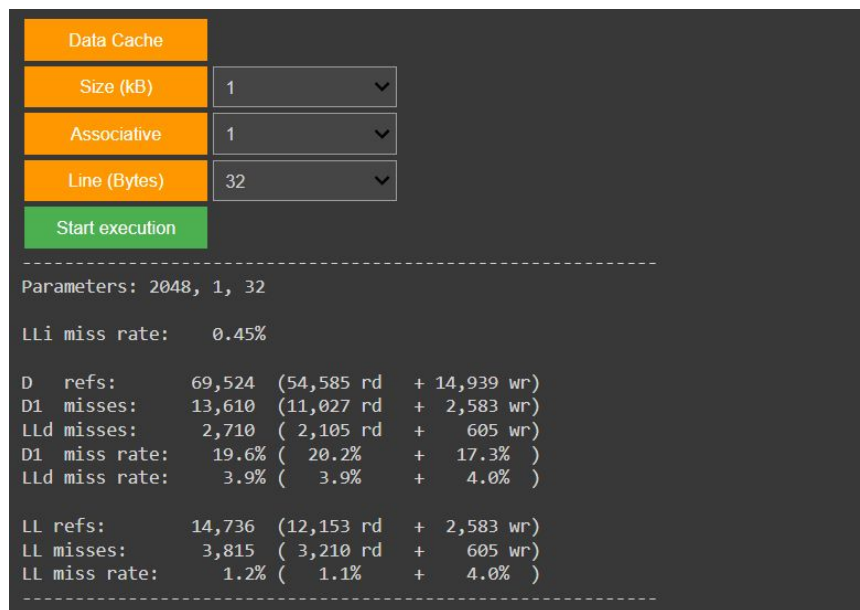 Data Cache
Size (kB) 1
Associative 1
Line (Bytes) 32
Start execution
------------------------------------------------------------
Parameters: 2048, 1, 32
LLi miss rate: 0.45%
D refs: 69,524 (54,585 rd + 14,939 wr)
D1 misses: 13,610 (11,027 rd + 2,583 wr)
LLd misses: 2,710 ( 2,105 rd + 605 wr)
D1 miss rate: 19.6% ( 20.2% + 17.3% )
LLd miss rate: 3.9% ( 3.9% + 4.0% )
LL refs: 14,736 (12,153 rd + 2,583 wr)
LL misses: 3,815 ( 3,210 rd + 605 wr)
LL miss rate: 1.2% ( 1.1% + 4.0% )
------------------------------------------------------------